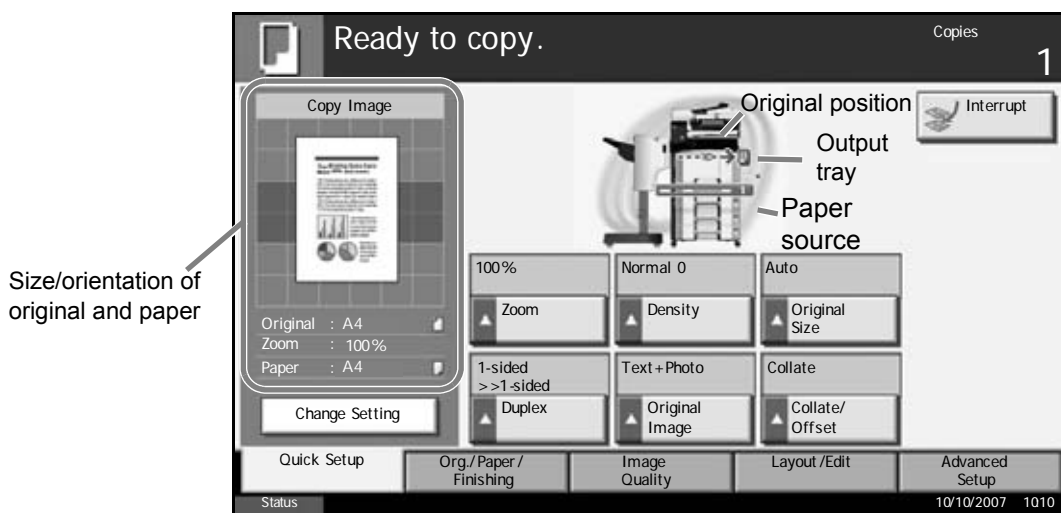 Ready to copy.
Copies
1
Copy Image
Original position
Interrupt
Output
tray
Paper
source
Size/orientation of
original and paper
100%
Normal 0
Auto
Zoom
Density
Original
Size
Original : A4
Zoom : 100%
Paper : A4
1-sided
>>1-sided
Text+Photo
Collate
Duplex
Original
Image
Collate/
Offset
Change Setting
Quick Setup
Org./Paper/
Finishing
Image
Quality
Layout/Edit
Advanced
Setup
Status
10/10/2007 1010